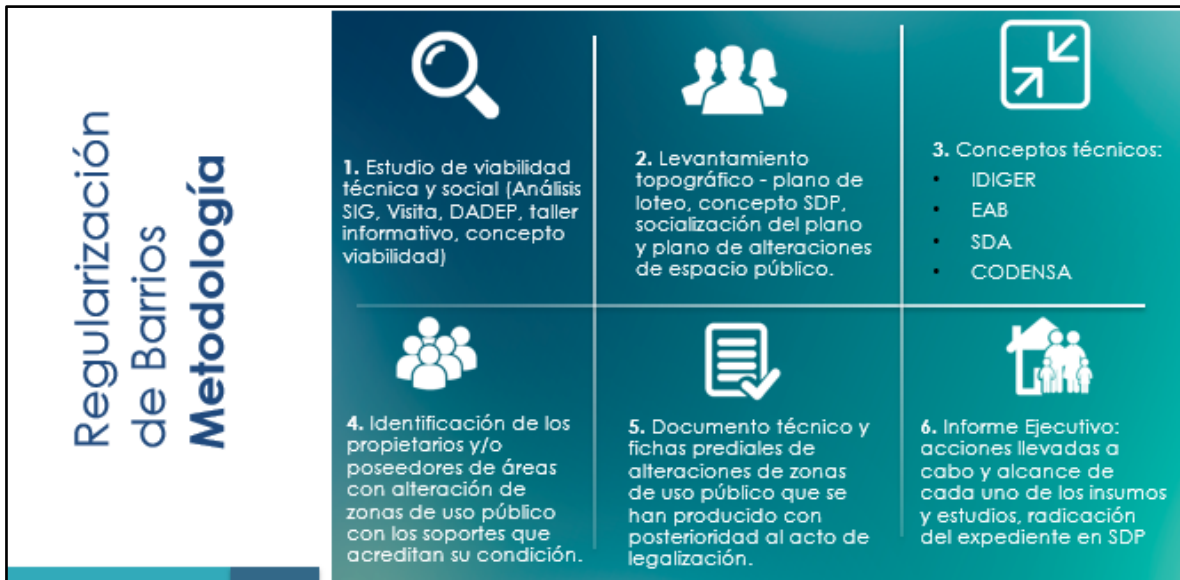 Regularización
de Barrios
Metodología
1. Estudio de viabilidad
técnica y social (Análisis
SIG, Visita, DADEP, taller
informativo, concepto
viabilidad)
2. Levantamiento
topográfico - plano de
loteo, concepto SDP,
socialización del plano
y plano de alteraciones
de espacio público.
3. Conceptos técnicos:
• IDIGER
• EAB
• SDA
• CODENSA
4. Identificación de los
propietarios y/o
poseedores de áreas
con alteración de
zonas de uso público
con los soportes que
acreditan su condición.
5. Documento técnico y
fichas prediales de
alteraciones de zonas
de uso público que se
han producido con
posterioridad al acto de
legalización.
6. Informe Ejecutivo:
acciones llevadas a
cabo y alcance de
cada uno de los insumos
y estudios, radicación
del expediente en SDP